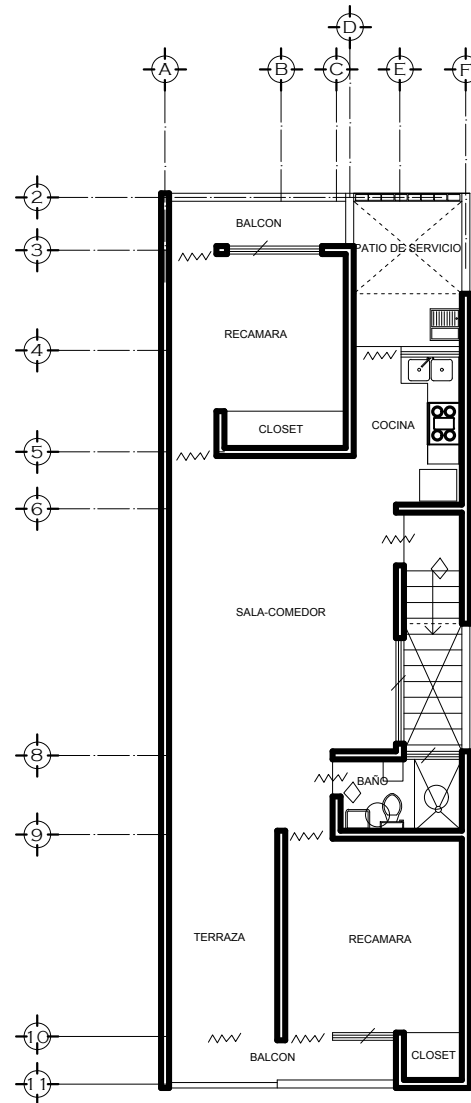 D
A B C E F
2
BALCON
3
PATIO DE SERVICIO
RECAMARA
4
COCINA
CLOSET
5
6
SALA-COMEDOR
8
BAÑO
9
TERRAZA
RECAMARA
10
BALCON
CLOSET
11